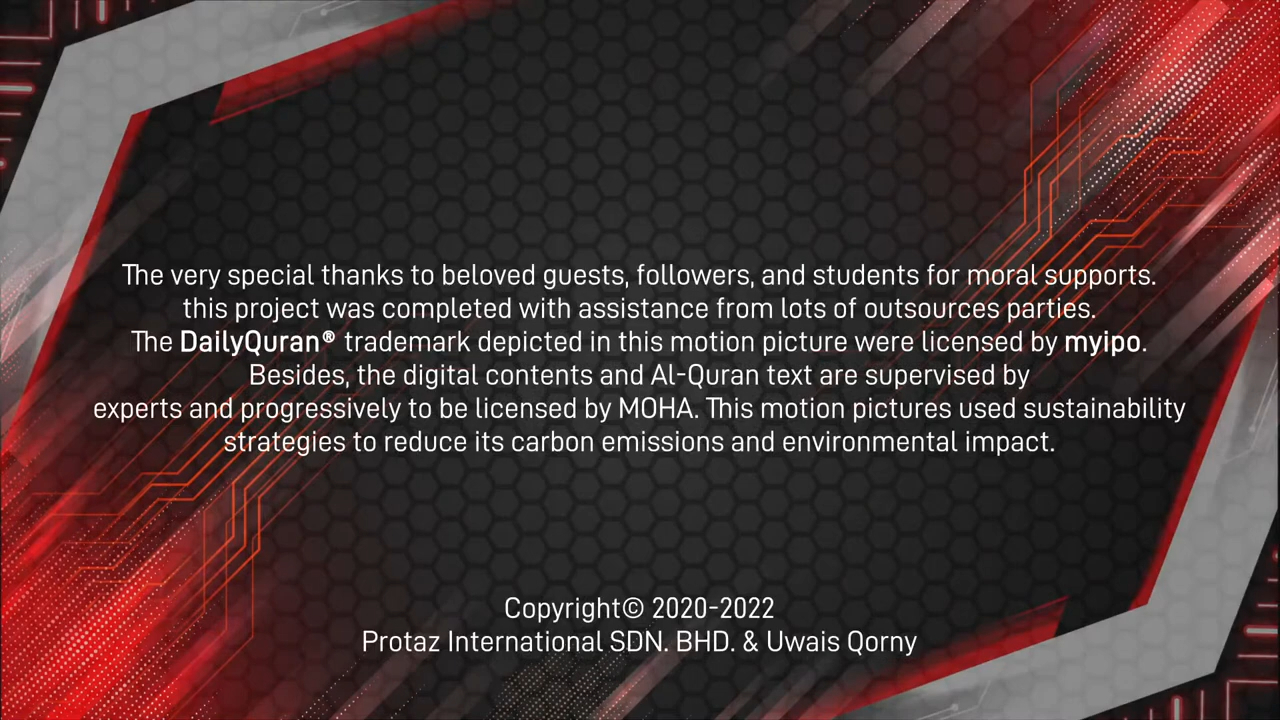 The very special thanks to beloved guests, followers, and students for moral supports.
this project was completed with assistance from lots of outsources parties.
The DailyQuran® trademark depicted in this motion picture were licensed by myipo.
Besides, the digital contents and Al-Quran text are supervised by
experts and progressively to be licensed by MOHA. This motion pictures used sustainability
strategies to reduce its carbon emissions and environmental impact.
Copyright© 2020-2022
Protaz International SDN. BHD. & Uwais Qorny